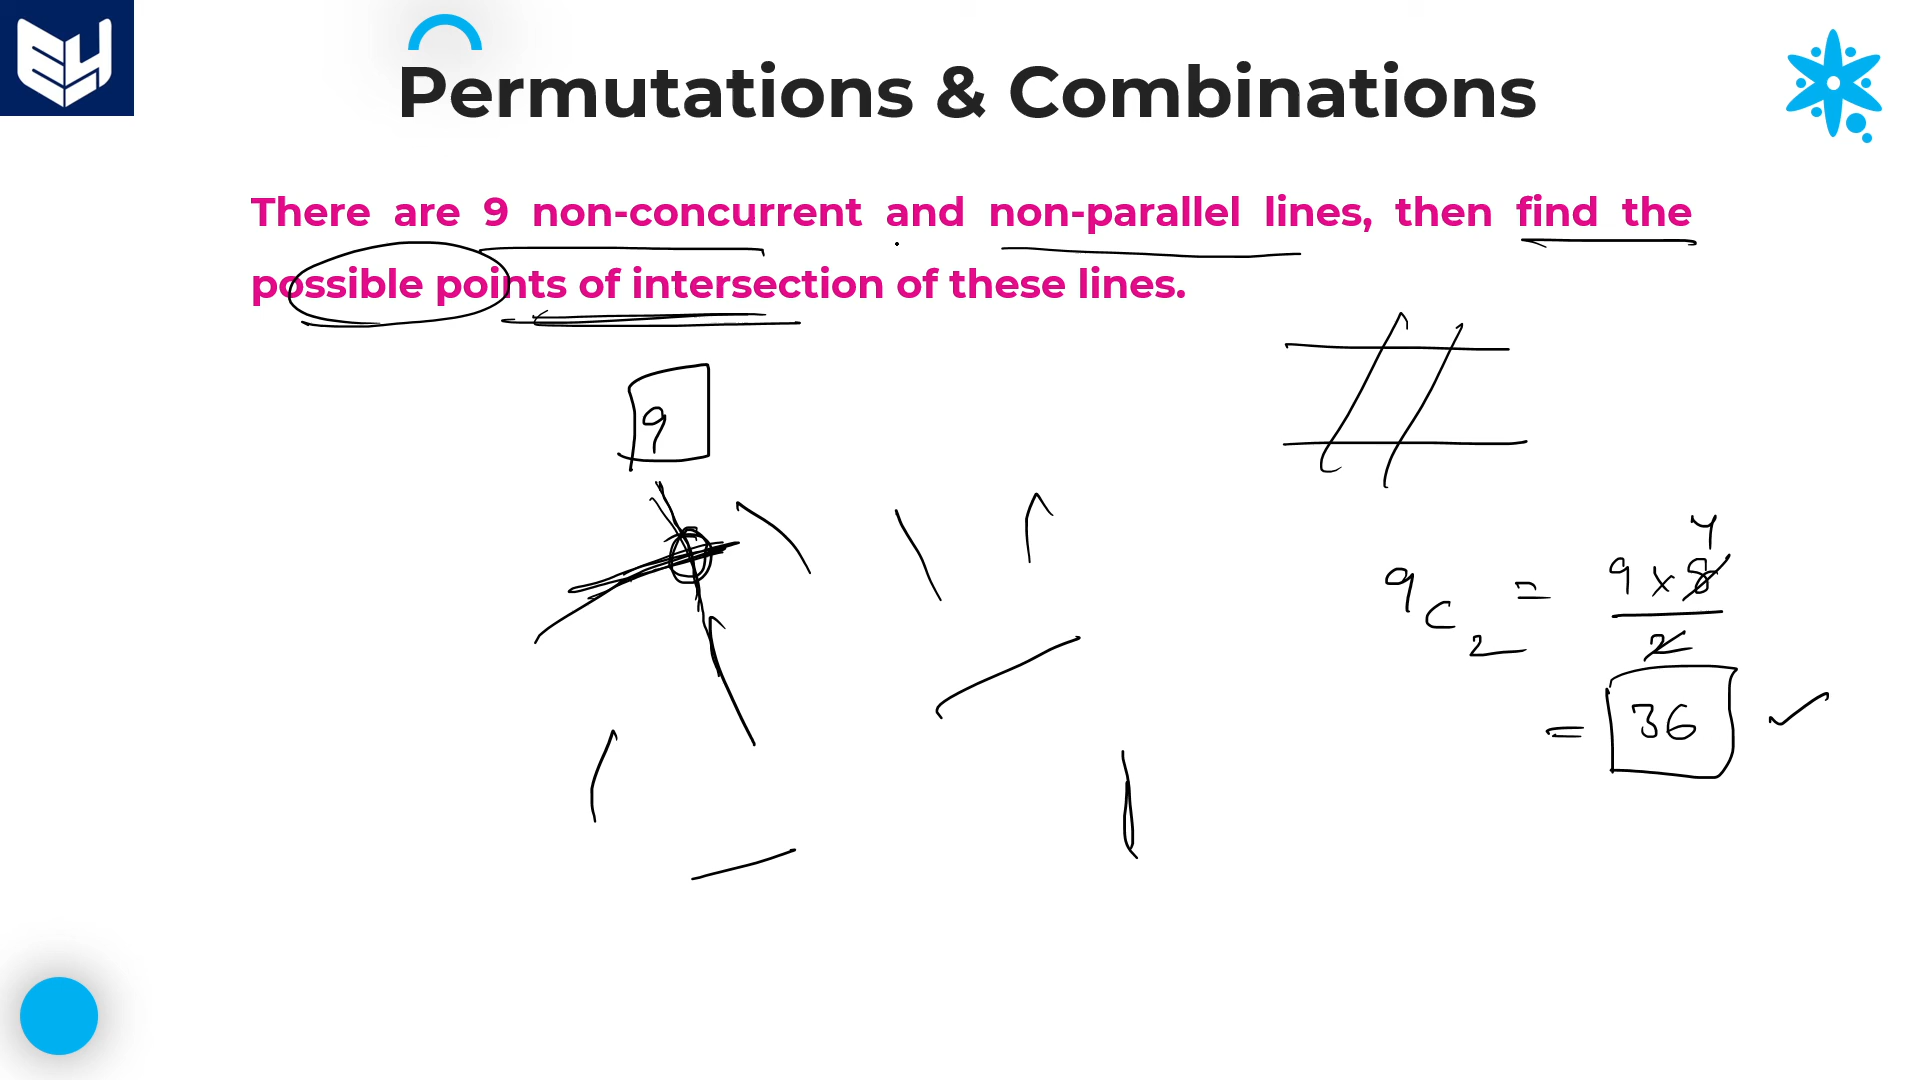 Permutations & Combinations
There are 9 non-concurrent and non-parallel lines, then find the
possible points of intersection of these lines.
9
4
9C2 = 9 x 8
2
= 36 ✓